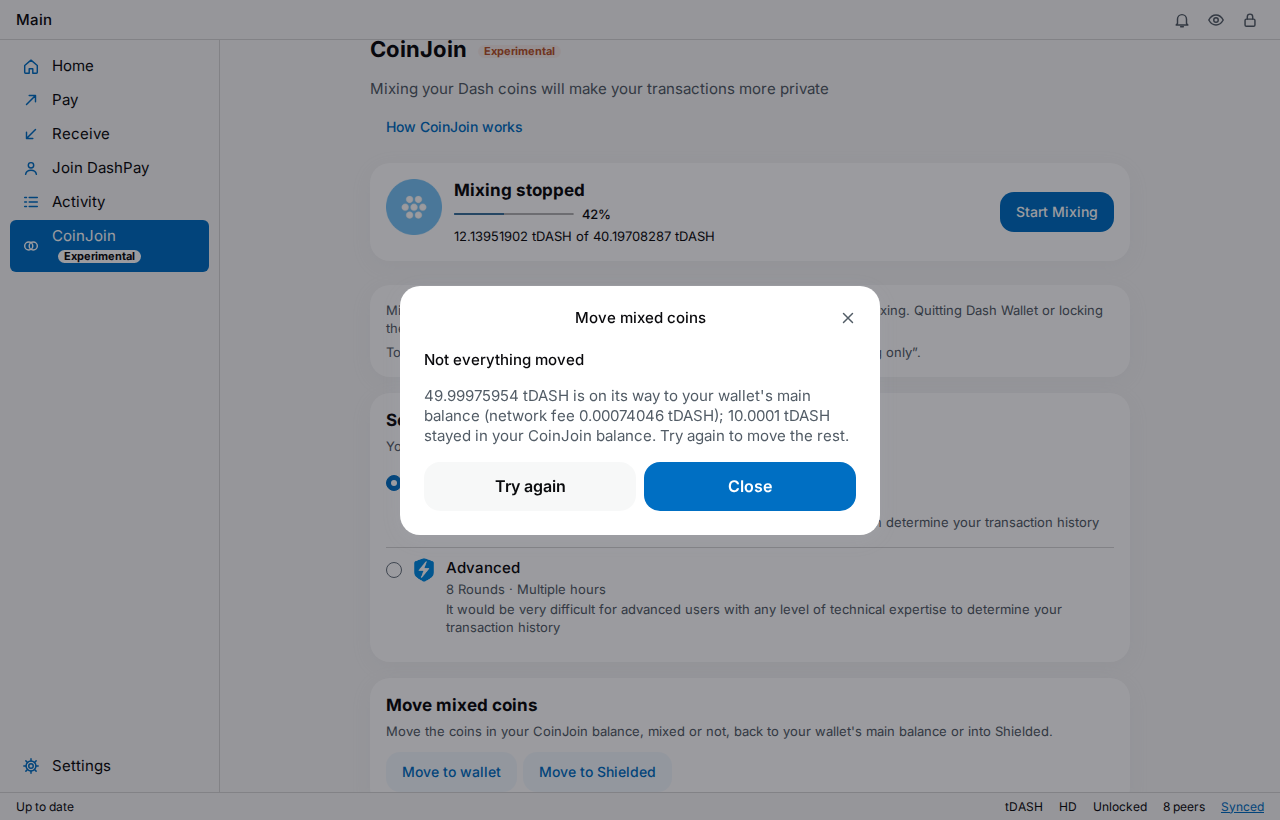 Main
Home
Pay
Receive
Join DashPay
Activity
CoinJoin
Experimental
Settings
CoinJoin Experimental
Mixing your Dash coins will make your transactions more private
How CoinJoin works
Mixing stopped
42%
12.13951902 tDASH of 40.19708287 tDASH
Start Mixing
xing. Quitting Dash Wallet or locking
only”.
Move mixed coins
Not everything moved
49.99975954 tDASH is on its way to your wallet's main
balance (network fee 0.00074046 tDASH); 10.0001 tDASH
stayed in your CoinJoin balance. Try again to move the rest.
Try again
Close
determine your transaction history
Advanced
8 Rounds · Multiple hours
It would be very difficult for advanced users with any level of technical expertise to determine your
transaction history
Move mixed coins
Move the coins in your CoinJoin balance, mixed or not, back to your wallet's main balance or into Shielded.
Move to wallet
Move to Shielded
Up to date
tDASH HD Unlocked 8 peers Synced